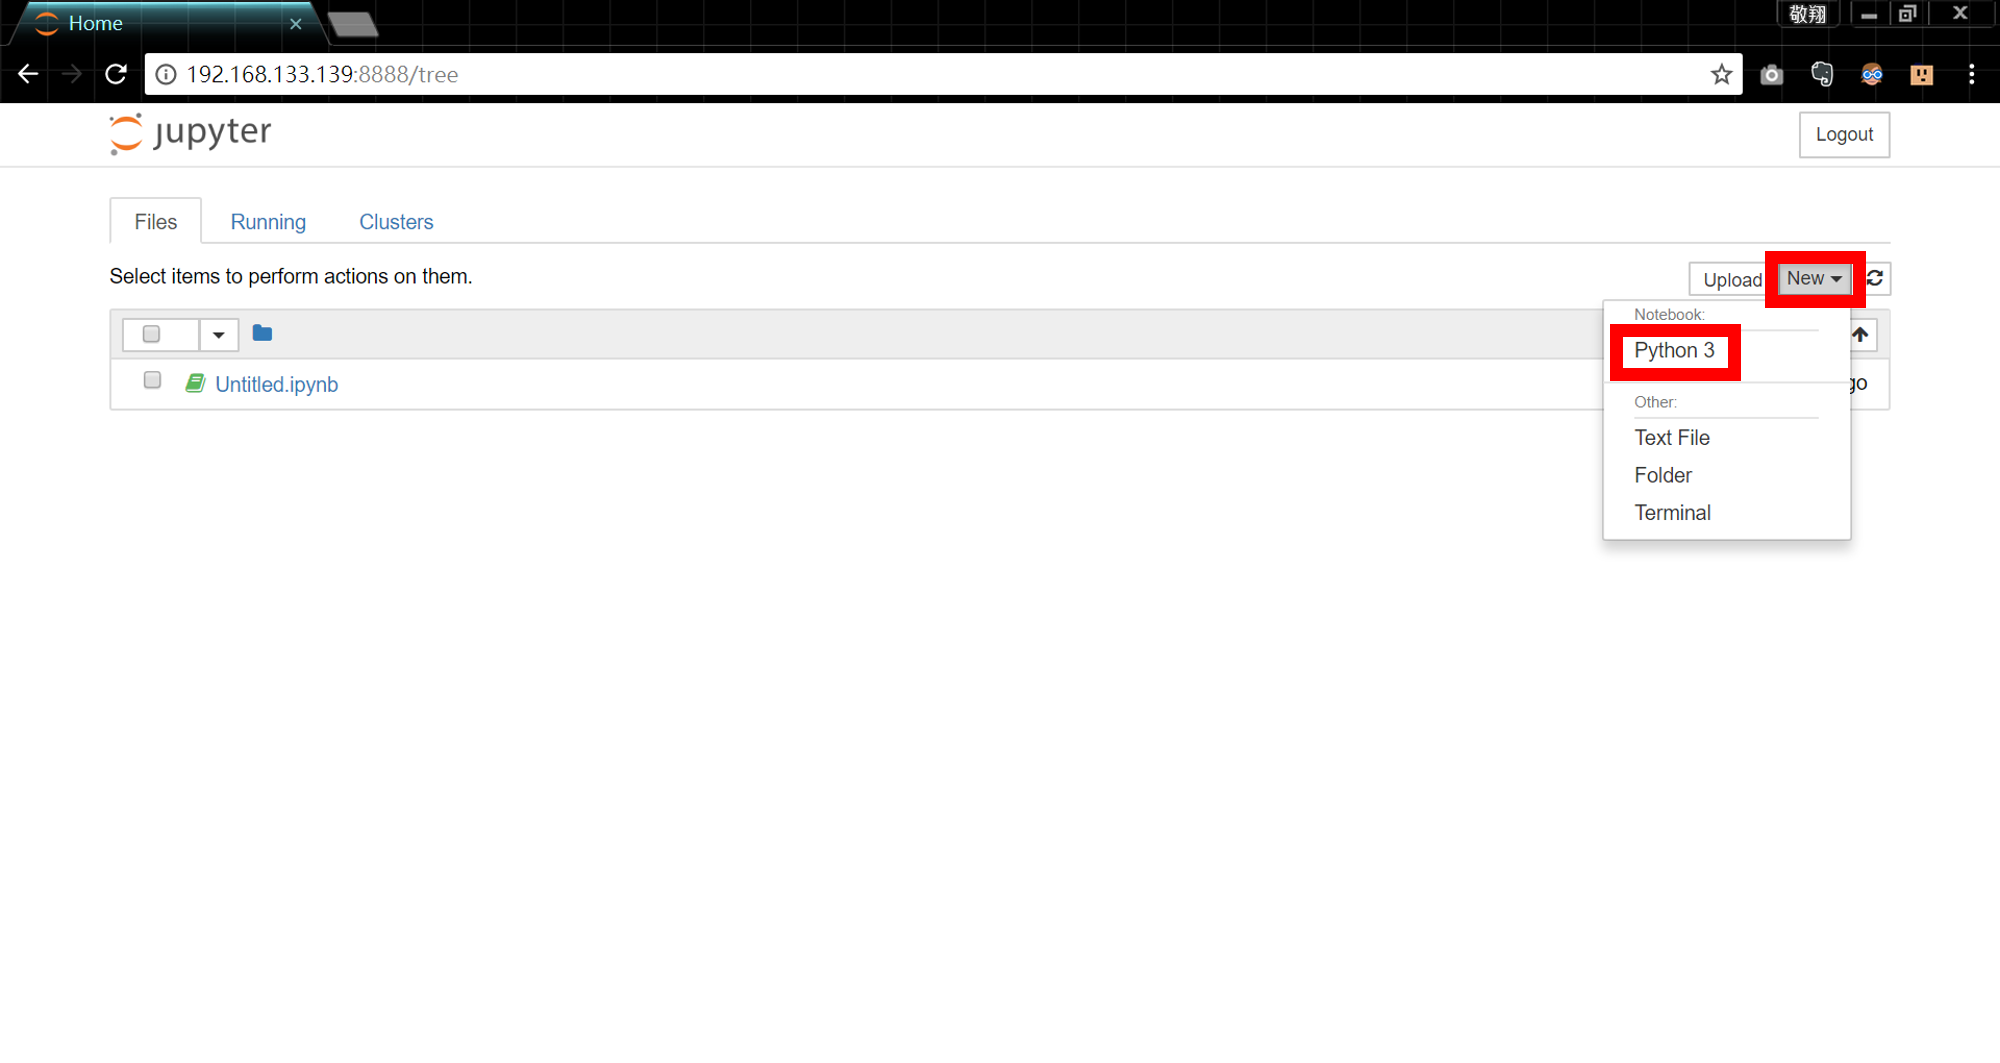 Home
敬翔
192.168.133.139:8888/tree
jupyter
Logout
Files Running Clusters
Select items to perform actions on them.
Upload New
Notebook:
Python 3
Untitled.ipynb
go
Other:
Text File
Folder
Terminal